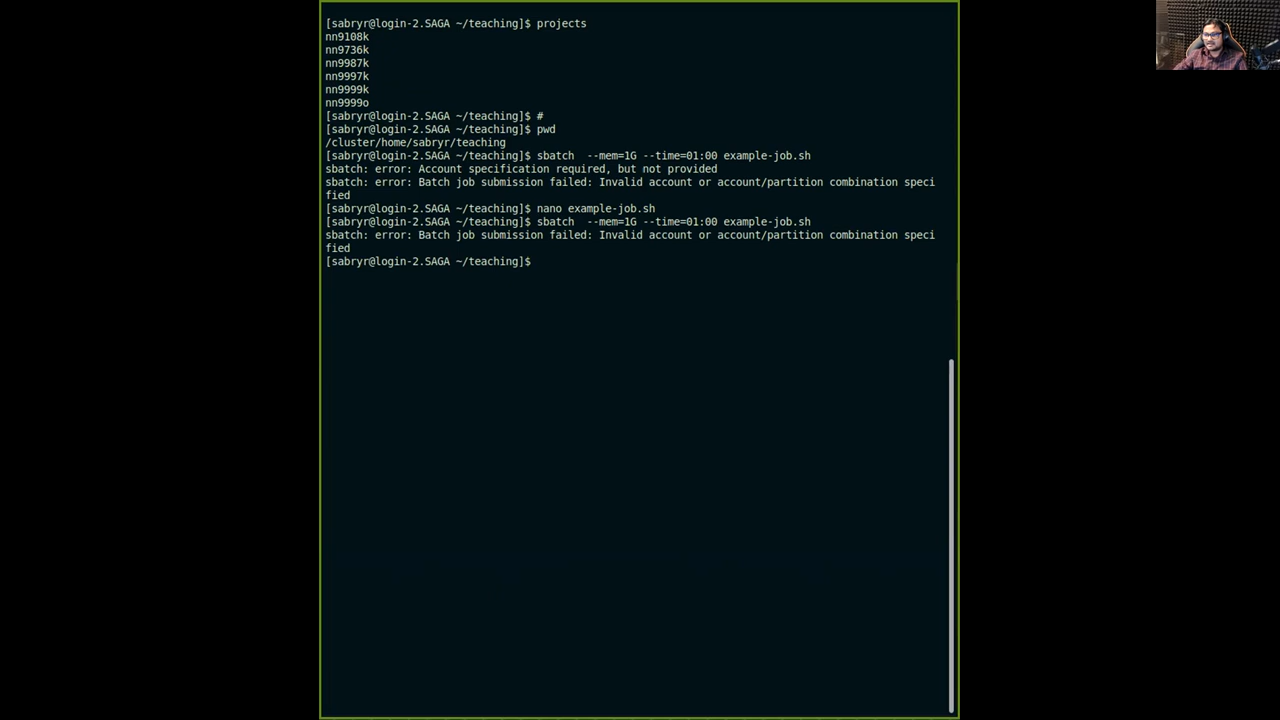 [sabryr@login-2.SAGA ~/teaching]$ projects
nn9108k
nn9736k
nn9987k
nn9997k
nn9999k
nn9999o
[sabryr@login-2.SAGA ~/teaching]$ #
[sabryr@login-2.SAGA ~/teaching]$ pwd
/cluster/home/sabryr/teaching
[sabryr@login-2.SAGA ~/teaching]$ sbatch  --mem=1G --time=01:00 example-job.sh
sbatch: error: Account specification required, but not provided
sbatch: error: Batch job submission failed: Invalid account or account/partition combination speci
fied
[sabryr@login-2.SAGA ~/teaching]$ nano example-job.sh
[sabryr@login-2.SAGA ~/teaching]$ sbatch  --mem=1G --time=01:00 example-job.sh
sbatch: error: Batch job submission failed: Invalid account or account/partition combination speci
fied
[sabryr@login-2.SAGA ~/teaching]$